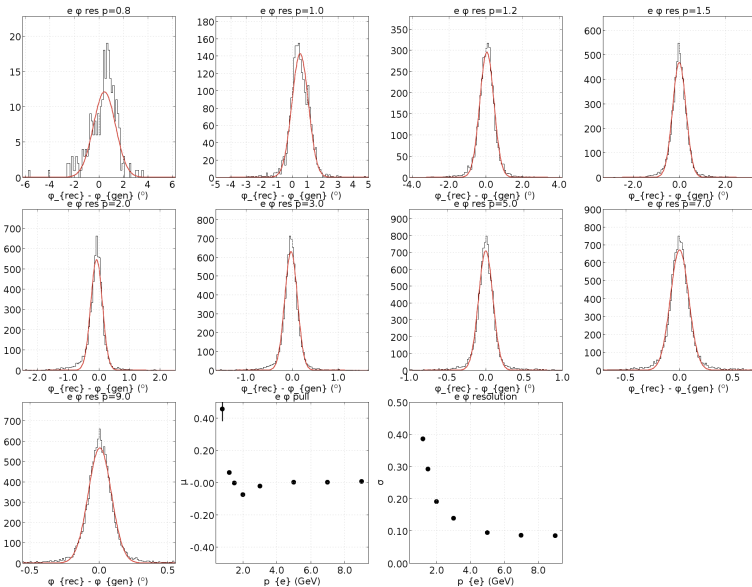 e φ res p=0.8
e φ res p=1.0
e φ res p=1.2
e φ res p=1.5
20
15
10
5
0
-6 -4 -2 0 2 4 6
180
160
140
120
100
80
60
40
20
0
-5 -4 -3 -2 -1 0 1 2 3 4 5
350
300
250
200
150
100
50
0
-4.0 -2.0 0.0 2.0 4.0
600
500
400
300
200
100
0
-2.0 0.0 2.0
φ_{rec} - φ_{gen} (°)
φ_{rec} - φ_{gen} (°)
φ_{rec} - φ_{gen} (°)
φ_{rec} - φ_{gen} (°)
e φ res p=2.0
e φ res p=3.0
e φ res p=5.0
e φ res p=7.0
700
600
500
400
300
200
100
0
-2.0 -1.0 0.0 1.0 2.0
800
700
600
500
400
300
200
100
0
-1.0 0.0 1.0
900
800
700
600
500
400
300
200
100
0
-1.0 -0.5 0.0 0.5 1.0
900
800
700
600
500
400
300
200
100
0
-0.5 0.0 0.5
φ_{rec} - φ_{gen} (°)
φ_{rec} - φ_{gen} (°)
φ_{rec} - φ_{gen} (°)
φ_{rec} - φ_{gen} (°)
e φ res p=9.0
e φ pull
e φ resolution
700
600
500
400
300
200
100
0
-0.5 0.0 0.5
φ_{rec} - φ_{gen} (°)
0.40
0.20
0.00
-0.20
-0.40
μ
2.0 4.0 6.0 8.0
p_{e} (GeV)
0.50
0.40
0.30
0.20
0.10
0.00
σ
2.0 4.0 6.0 8.0
p_{e} (GeV)